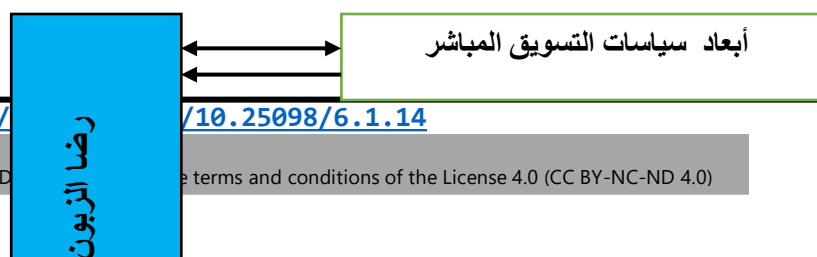 أبعاد سياسات التسويق المباشر
/10.25098/6.1.14
رضا الزبون
terms and conditions of the License 4.0 (CC BY-NC-ND 4.0)